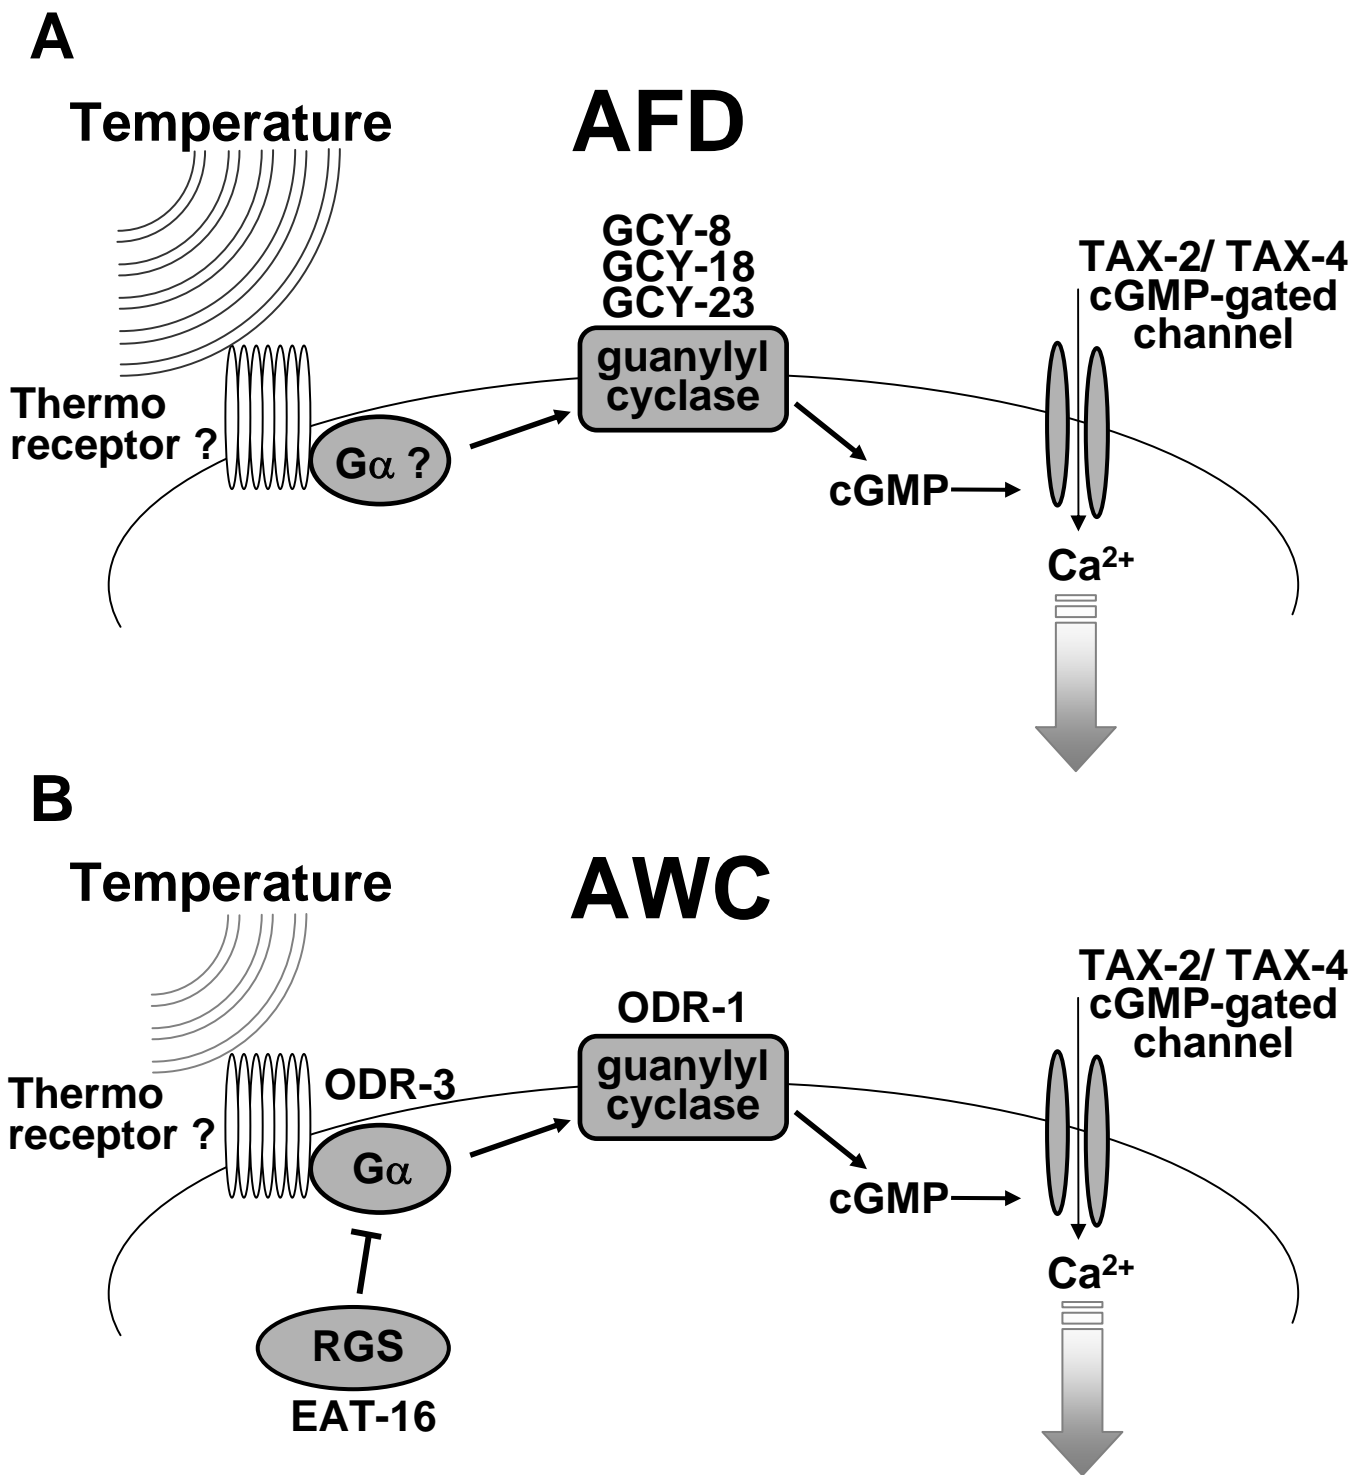 A
Temperature
AFD
GCY-8
GCY-18
GCY-23
TAX-2/ TAX-4
cGMP-gated
channel
guanylyl
cyclase
Thermo
receptor ?
Gα ?
cGMP
Ca²⁺
B
Temperature
AWC
TAX-2/ TAX-4
cGMP-gated
channel
ODR-1
guanylyl
cyclase
ODR-3
Thermo
receptor ?
Gα
cGMP
Ca²⁺
RGS
EAT-16